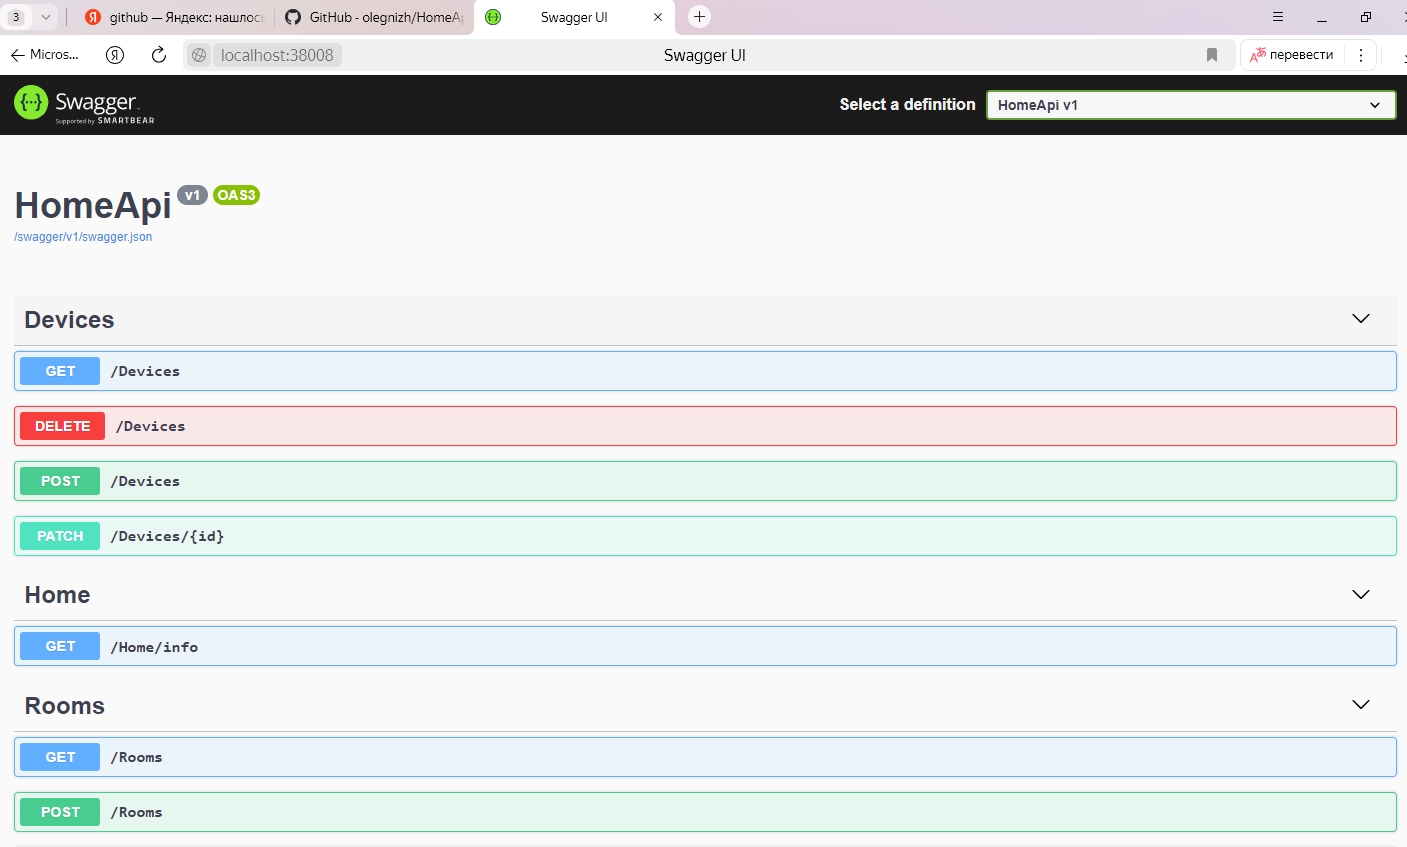 3
github — Яндекс: нашлось
GitHub - olegnizh/HomeAp
Swagger UI
Micros...
Я
localhost:38008
Swagger UI
перевести
Swagger.
Supported by SMARTBEAR
Select a definition
HomeApi v1
HomeApi v1 OAS3
/swagger/v1/swagger.json
Devices
GET /Devices
DELETE /Devices
POST /Devices
PATCH /Devices/{id}
Home
GET /Home/info
Rooms
GET /Rooms
POST /Rooms